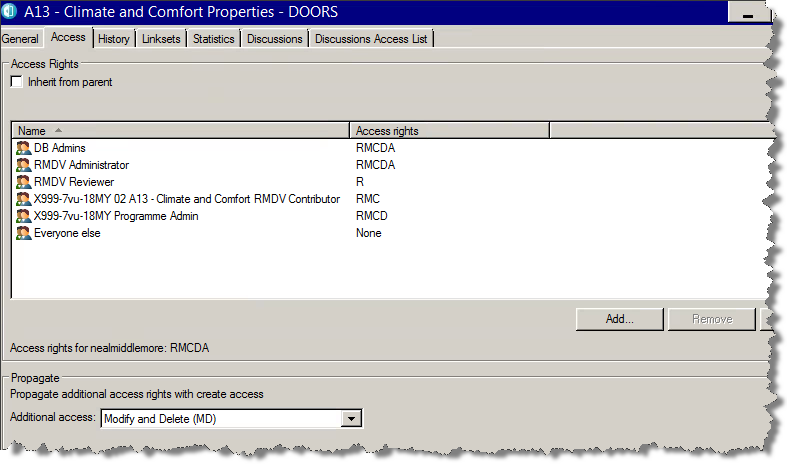 A13 - Climate and Comfort Properties - DOORS
General Access History Linksets Statistics Discussions Discussions Access List
Access Rights
Inherit from parent
Name Access rights
DB Admins RMCDA
RMDV Administrator RMCDA
RMDV Reviewer R
X999-7vu-18MY 02 A13 - Climate and Comfort RMDV Contributor RMC
X999-7vu-18MY Programme Admin RMCD
Everyone else None
Add... Remove
Access rights for nealmiddlemore: RMCDA
Propagate
Propagate additional access rights with create access
Additional access: Modify and Delete (MD)